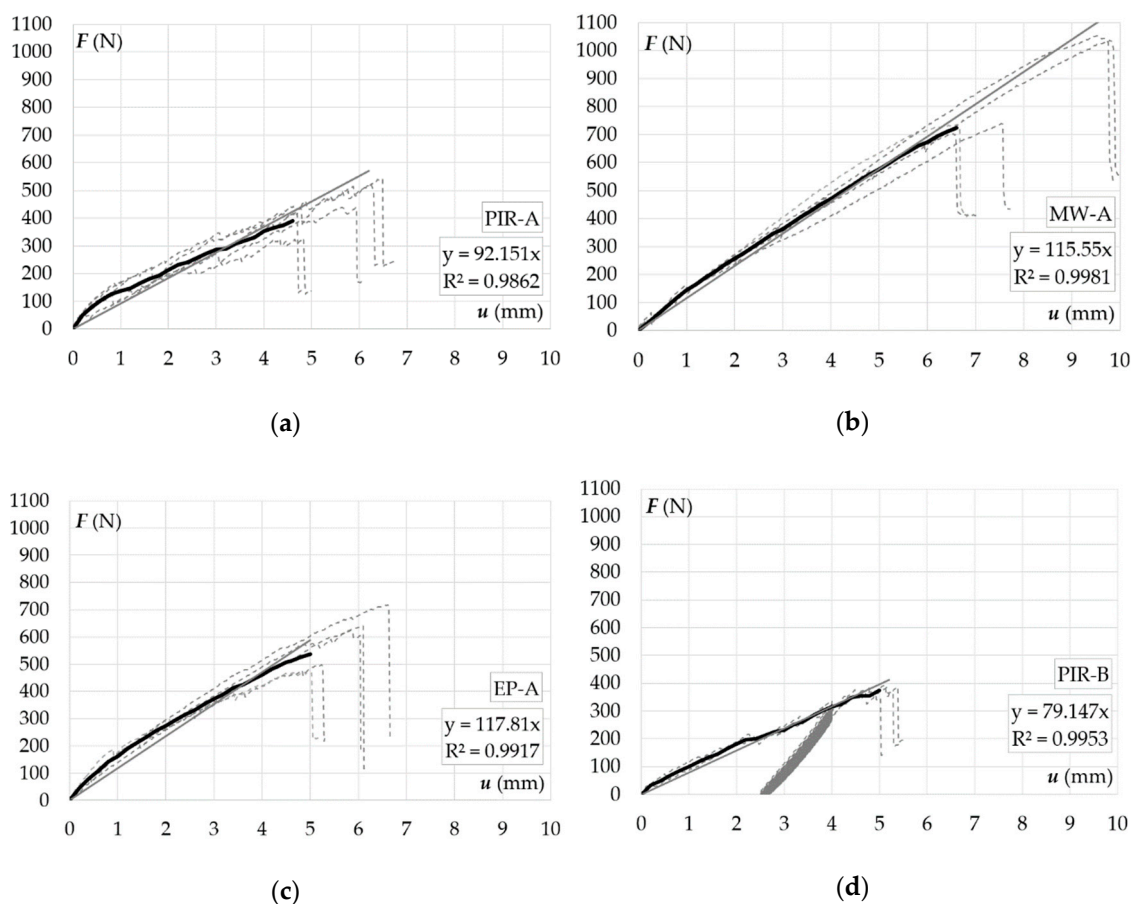 1100
1000
900
800
700
600
500
400
300
200
100
0
F (N)
PIR-A
y = 92.151x
R² = 0.9862
u (mm)
0 1 2 3 4 5 6 7 8 9 10
(a)
1100
1000
900
800
700
600
500
400
300
200
100
0
F (N)
MW-A
y = 115.55x
R² = 0.9981
u (mm)
0 1 2 3 4 5 6 7 8 9 10
(b)
1100
1000
900
800
700
600
500
400
300
200
100
0
F (N)
EP-A
y = 117.81x
R² = 0.9917
u (mm)
0 1 2 3 4 5 6 7 8 9 10
(c)
1100
1000
900
800
700
600
500
400
300
200
100
0
F (N)
PIR-B
y = 79.147x
R² = 0.9953
u (mm)
0 1 2 3 4 5 6 7 8 9 10
(d)